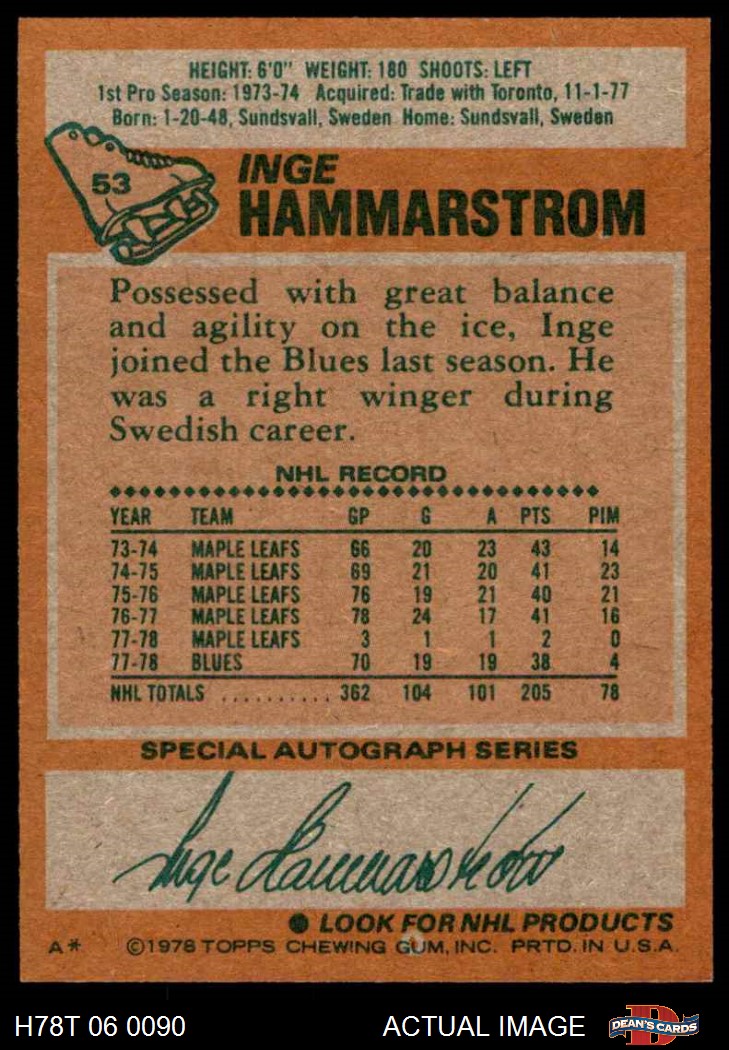 HEIGHT: 6'0" WEIGHT: 180 SHOOTS: LEFT
1st Pro Season: 1973-74 Acquired: Trade with Toronto, 11-1-77
Born: 1-20-48, Sundsvall, Sweden Home: Sundsvall, Sweden
53
INGE
HAMMARSTROM
Possessed with great balance
and agility on the ice, Inge
joined the Blues last season. He
was a right winger during
Swedish career.
NHL RECORD
YEAR TEAM GP G A PTS PIM
73-74 MAPLE LEAFS 66 20 23 43 14
74-75 MAPLE LEAFS 69 21 20 41 23
75-76 MAPLE LEAFS 76 19 21 40 21
76-77 MAPLE LEAFS 78 24 17 41 16
77-78 MAPLE LEAFS 3 1 1 2 0
77-78 BLUES 70 19 19 38 4
NHL TOTALS .......... 362 104 101 205 78
SPECIAL AUTOGRAPH SERIES
Inge Hammarström
● LOOK FOR NHL PRODUCTS
A* ©1978 TOPPS CHEWING GUM, INC. PRTD. IN U.S.A.
H78T 06 0090 ACTUAL IMAGE D DEAN'S CARDS